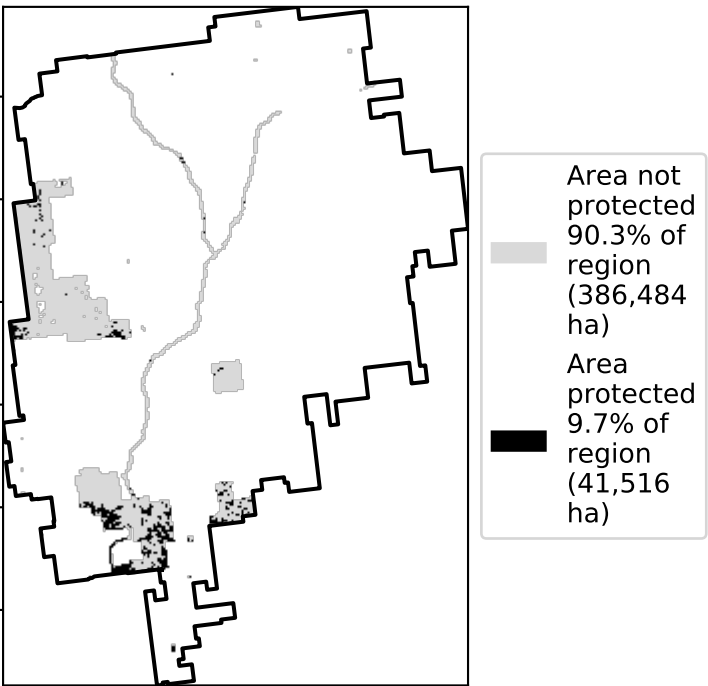 Area not
protected
90.3% of
region
(386,484
ha)
Area
protected
9.7% of
region
(41,516
ha)